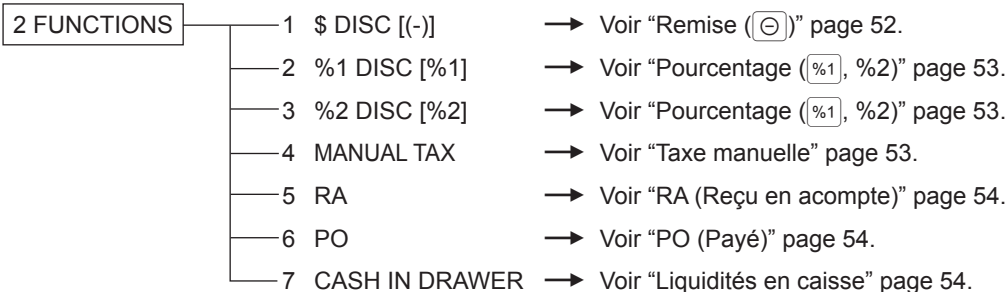 2 FUNCTIONS
1 $ DISC [(-)] → Voir “Remise (⊖)” page 52.
2 %1 DISC [%1] → Voir “Pourcentage (%1, %2)” page 53.
3 %2 DISC [%2] → Voir “Pourcentage (%1, %2)” page 53.
4 MANUAL TAX → Voir “Taxe manuelle” page 53.
5 RA → Voir “RA (Reçu en acompte)” page 54.
6 PO → Voir “PO (Payé)” page 54.
7 CASH IN DRAWER → Voir “Liquidités en caisse” page 54.